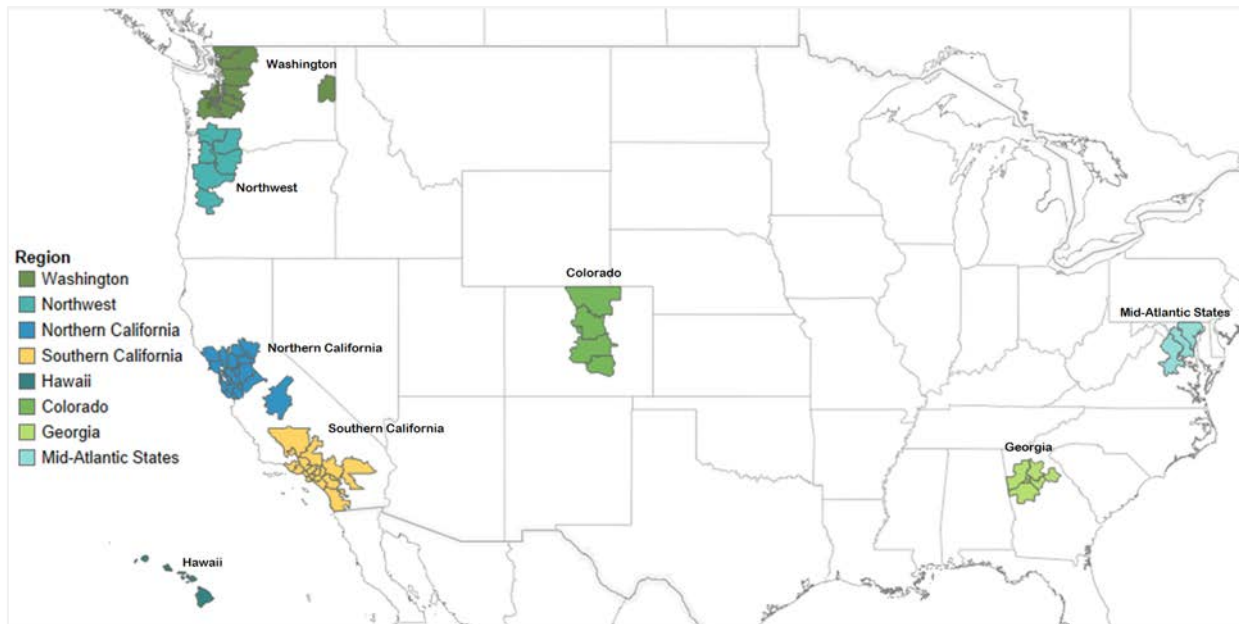 Washington
Northwest
Region
Washington
Northwest
Northern California
Southern California
Hawaii
Colorado
Georgia
Mid-Atlantic States
Colorado
Mid-Atlantic States
Northern California
Southern California
Georgia
Hawaii